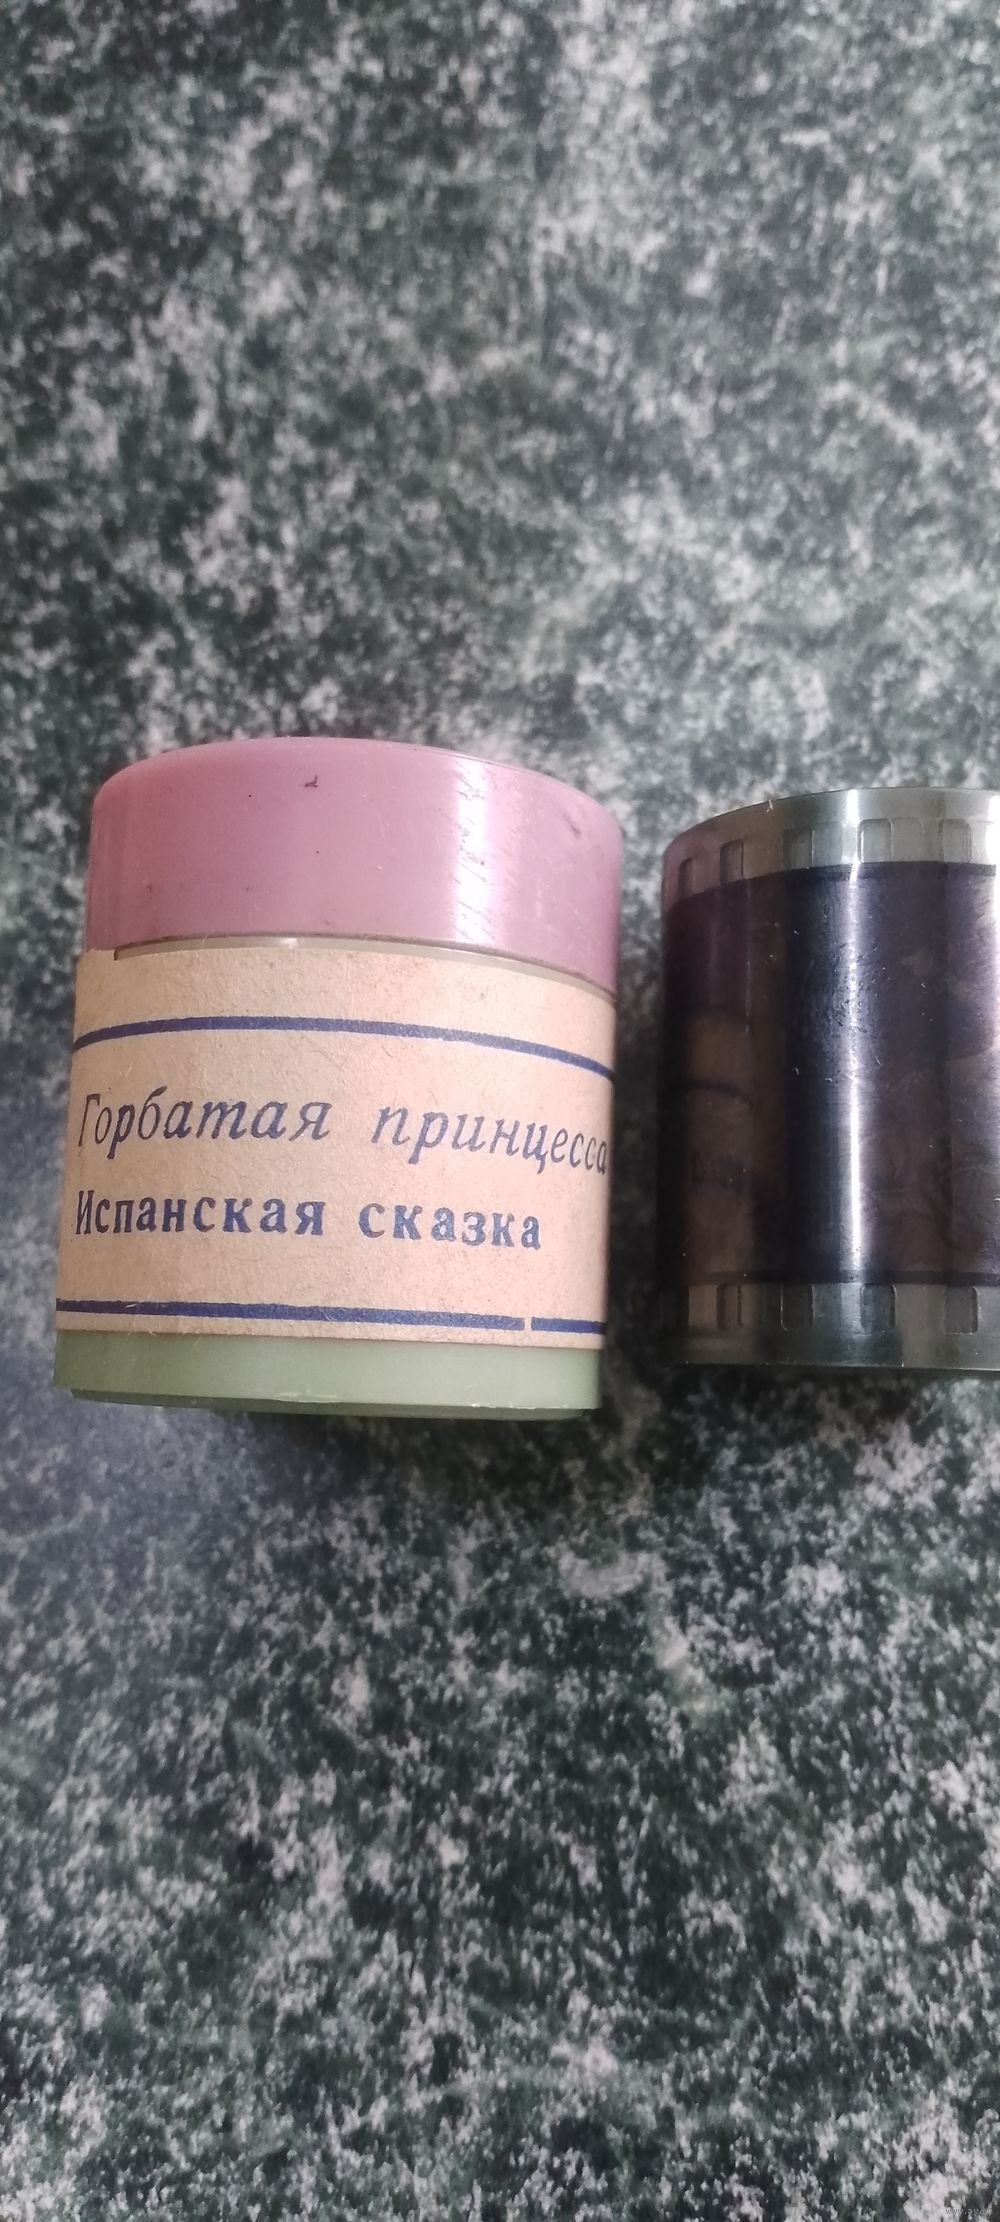 Горбатая принцесса
Испанская сказка